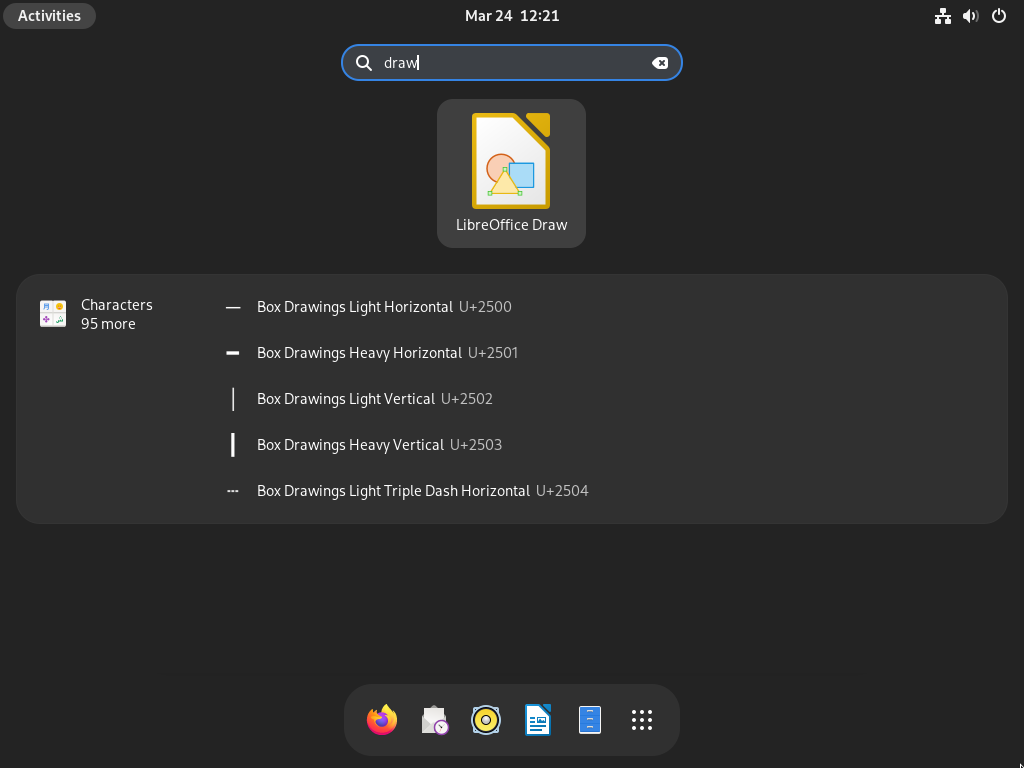 Activities
Mar 24 12:21
draw
LibreOffice Draw
Characters
95 more
Box Drawings Light Horizontal U+2500
Box Drawings Heavy Horizontal U+2501
Box Drawings Light Vertical U+2502
Box Drawings Heavy Vertical U+2503
Box Drawings Light Triple Dash Horizontal U+2504